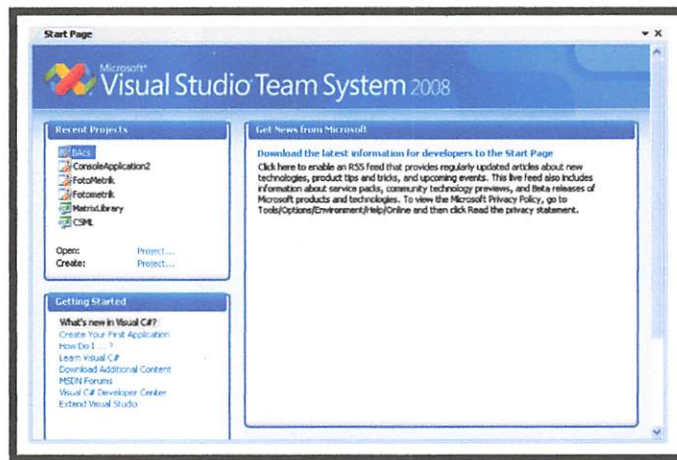 Start Page
Microsoft®
Visual Studio Team System 2008
Recent Projects
BAcs
ConsoleApplication2
FotoMetrik
Fotometrik
MatrixLibrary
CSML
Open: Project...
Create: Project...
Getting Started
What's new in Visual C#?
Create Your First Application
How Do I ... ?
Learn Visual C#
Download Additional Content
MSDN Forums
Visual C# Developer Center
Extend Visual Studio
Get News from Microsoft
Download the latest information for developers to the Start Page
Click here to enable an RSS feed that provides regularly updated articles about new
technologies, product tips and tricks, and upcoming events. This live feed also includes
information about service packs, community technology previews, and Beta releases of
Microsoft products and technologies. To view the Microsoft Privacy Policy, go to
Tools/Options/Environment/Help/Online and then click Read the privacy statement.